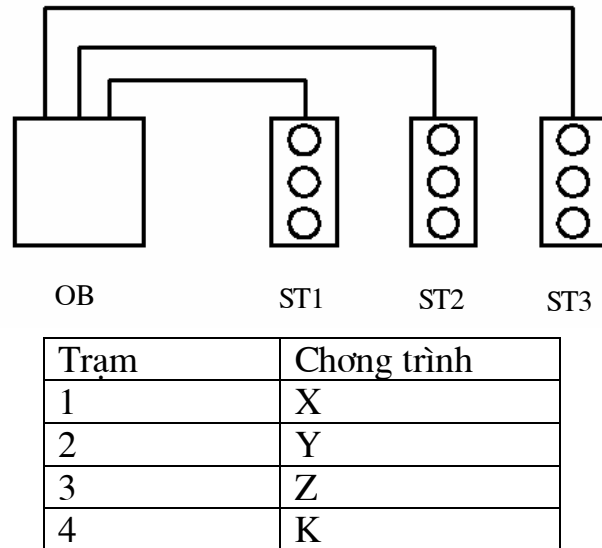 OB ST1 ST2 ST3
Trạm Chơng trình
1 X
2 Y
3 Z
4 K